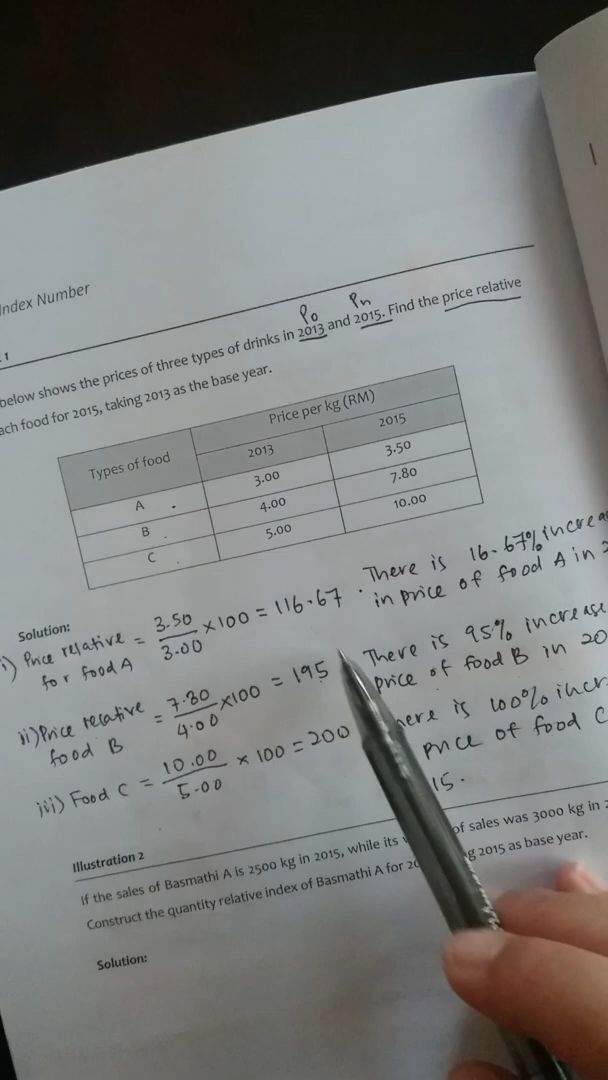 Index Number
1
Po Pn
below shows the prices of three types of drinks in 2013 and 2015. Find the price relative
ach food for 2015, taking 2013 as the base year.
Types of food Price per kg (RM)
2013 2015
A 3.00 3.50
B 4.00 7.80
C 5.00 10.00
Solution:
i) Price relative for food A = 3.50/3.00 x 100 = 116.67. There is 16.67% increa
in price of food A in 2
ii) Price relative food B = 7.80/4.00 x 100 = 195 There is 95% increase
price of food B in 20
iii) Food C = 10.00/5.00 x 100 = 200 here is 100% incr
price of food C
15.
Illustration 2
If the sales of Basmathi A is 2500 kg in 2015, while its of sales was 3000 kg in 2
Construct the quantity relative index of Basmathi A for 20 g 2015 as base year.
Solution: